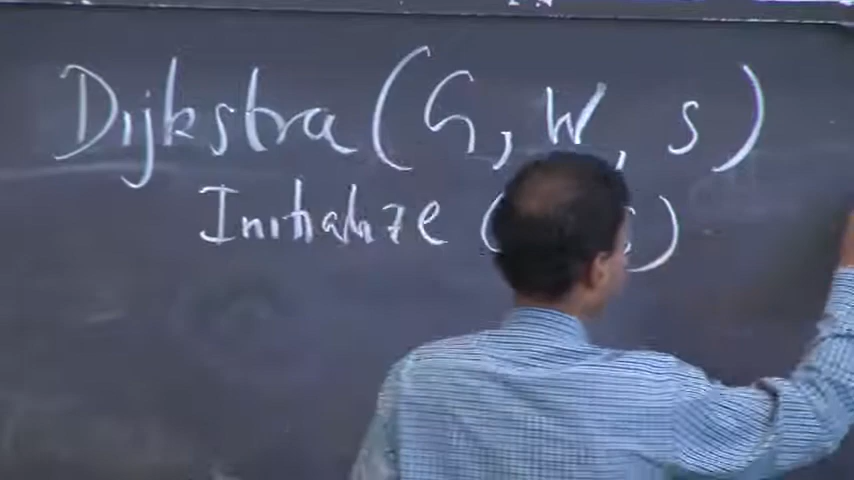 Dijkstra (G, W, s)
Initialize ( )